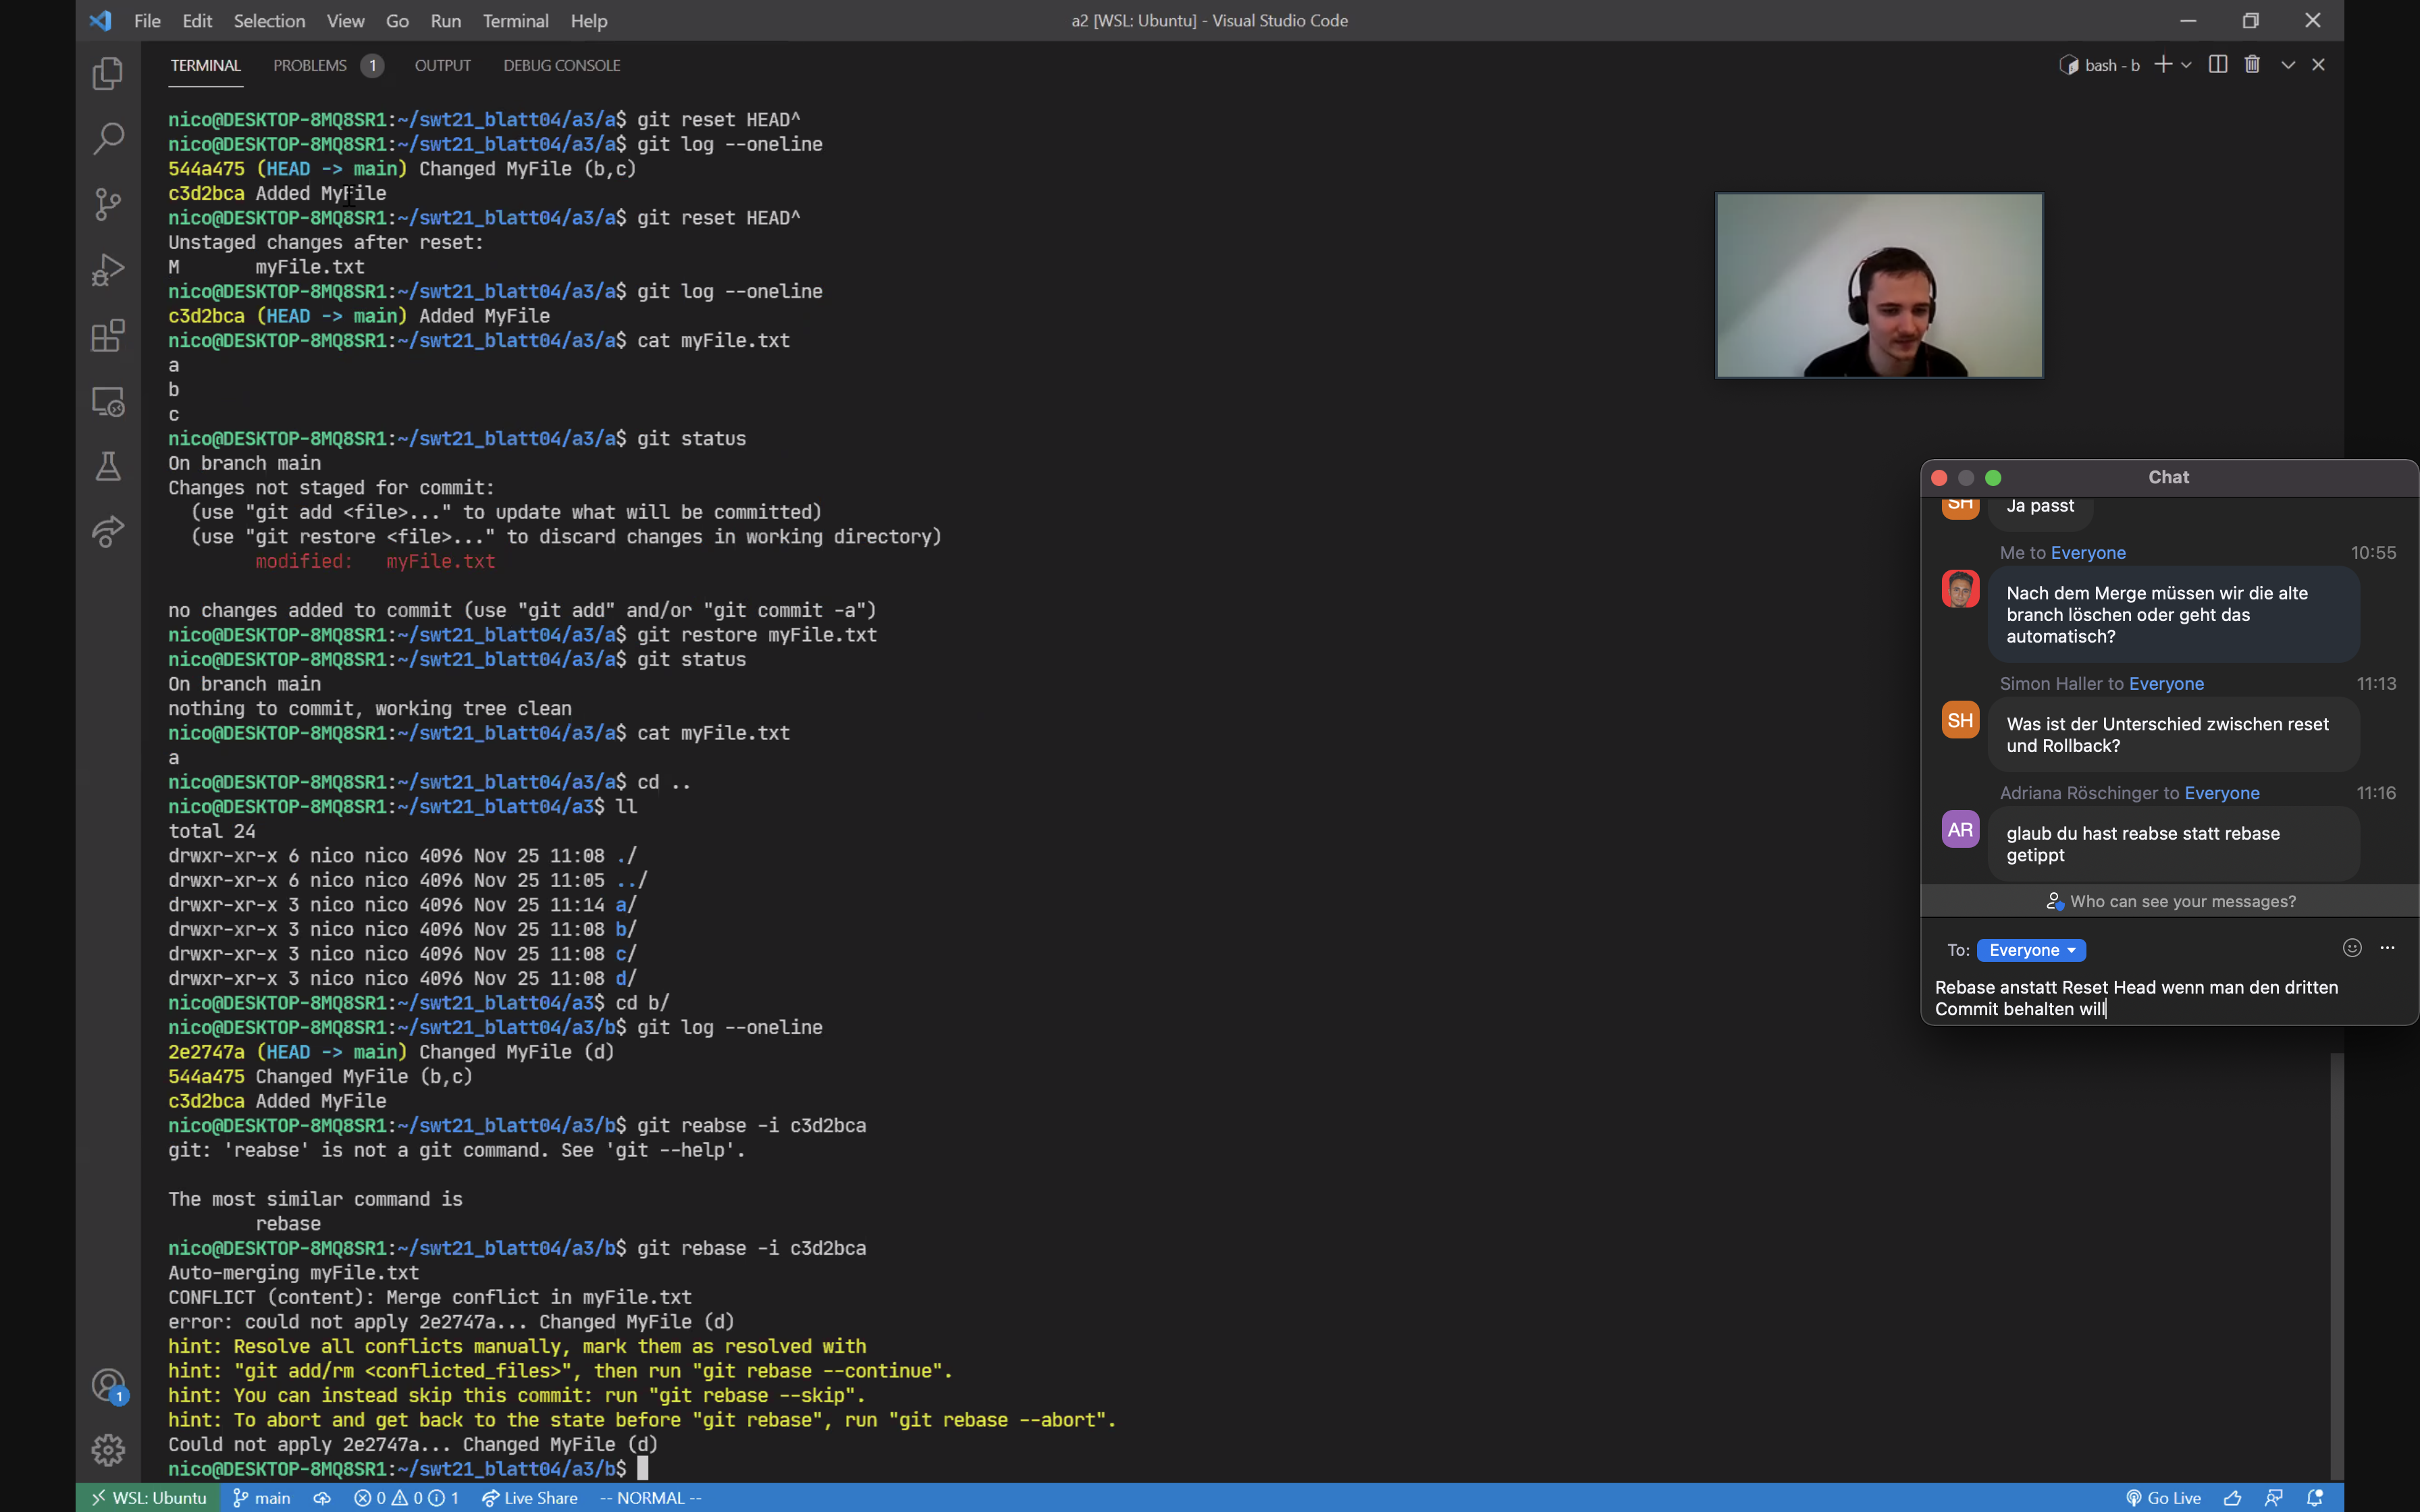 File Edit Selection View Go Run Terminal Help
a2 [WSL: Ubuntu] - Visual Studio Code
TERMINAL PROBLEMS 1 OUTPUT DEBUG CONSOLE
bash - b
nico@DESKTOP-8MQ8SR1:~/swt21_blatt04/a3/a$ git reset HEAD^
nico@DESKTOP-8MQ8SR1:~/swt21_blatt04/a3/a$ git log --oneline
544a475 (HEAD -> main) Changed MyFile (b,c)
c3d2bca Added MyFile
nico@DESKTOP-8MQ8SR1:~/swt21_blatt04/a3/a$ git reset HEAD^
Unstaged changes after reset:
M myFile.txt
nico@DESKTOP-8MQ8SR1:~/swt21_blatt04/a3/a$ git log --oneline
c3d2bca (HEAD -> main) Added MyFile
nico@DESKTOP-8MQ8SR1:~/swt21_blatt04/a3/a$ cat myFile.txt
a
b
c
nico@DESKTOP-8MQ8SR1:~/swt21_blatt04/a3/a$ git status
On branch main
Changes not staged for commit:
(use "git add <file>..." to update what will be committed)
(use "git restore <file>..." to discard changes in working directory)
modified: myFile.txt
no changes added to commit (use "git add" and/or "git commit -a")
nico@DESKTOP-8MQ8SR1:~/swt21_blatt04/a3/a$ git restore myFile.txt
nico@DESKTOP-8MQ8SR1:~/swt21_blatt04/a3/a$ git status
On branch main
nothing to commit, working tree clean
nico@DESKTOP-8MQ8SR1:~/swt21_blatt04/a3/a$ cat myFile.txt
a
nico@DESKTOP-8MQ8SR1:~/swt21_blatt04/a3/a$ cd ..
nico@DESKTOP-8MQ8SR1:~/swt21_blatt04/a3$ ll
total 24
drwxr-xr-x 6 nico nico 4096 Nov 25 11:08 ./
drwxr-xr-x 6 nico nico 4096 Nov 25 11:05 ../
drwxr-xr-x 3 nico nico 4096 Nov 25 11:14 a/
drwxr-xr-x 3 nico nico 4096 Nov 25 11:08 b/
drwxr-xr-x 3 nico nico 4096 Nov 25 11:08 c/
drwxr-xr-x 3 nico nico 4096 Nov 25 11:08 d/
nico@DESKTOP-8MQ8SR1:~/swt21_blatt04/a3$ cd b/
nico@DESKTOP-8MQ8SR1:~/swt21_blatt04/a3/b$ git log --oneline
2e2747a (HEAD -> main) Changed MyFile (d)
544a475 Changed MyFile (b,c)
c3d2bca Added MyFile
nico@DESKTOP-8MQ8SR1:~/swt21_blatt04/a3/b$ git reabse -i c3d2bca
git: 'reabse' is not a git command. See 'git --help'.
The most similar command is
rebase
nico@DESKTOP-8MQ8SR1:~/swt21_blatt04/a3/b$ git rebase -i c3d2bca
Auto-merging myFile.txt
CONFLICT (content): Merge conflict in myFile.txt
error: could not apply 2e2747a... Changed MyFile (d)
hint: Resolve all conflicts manually, mark them as resolved with
hint: "git add/rm <conflicted_files>", then run "git rebase --continue".
hint: You can instead skip this commit: run "git rebase --skip".
hint: To abort and get back to the state before "git rebase", run "git rebase --abort".
Could not apply 2e2747a... Changed MyFile (d)
nico@DESKTOP-8MQ8SR1:~/swt21_blatt04/a3/b$
Chat
SH
Ja passt
Me to Everyone 10:55
Nach dem Merge müssen wir die alte
branch löschen oder geht das
automatisch?
Simon Haller to Everyone 11:13
SH
Was ist der Unterschied zwischen reset
und Rollback?
Adriana Röschinger to Everyone 11:16
AR
glaub du hast reabse statt rebase
getippt
Who can see your messages?
To: Everyone
Rebase anstatt Reset Head wenn man den dritten
Commit behalten will
1
WSL: Ubuntu main 0 0 1 Live Share -- NORMAL -- Go Live